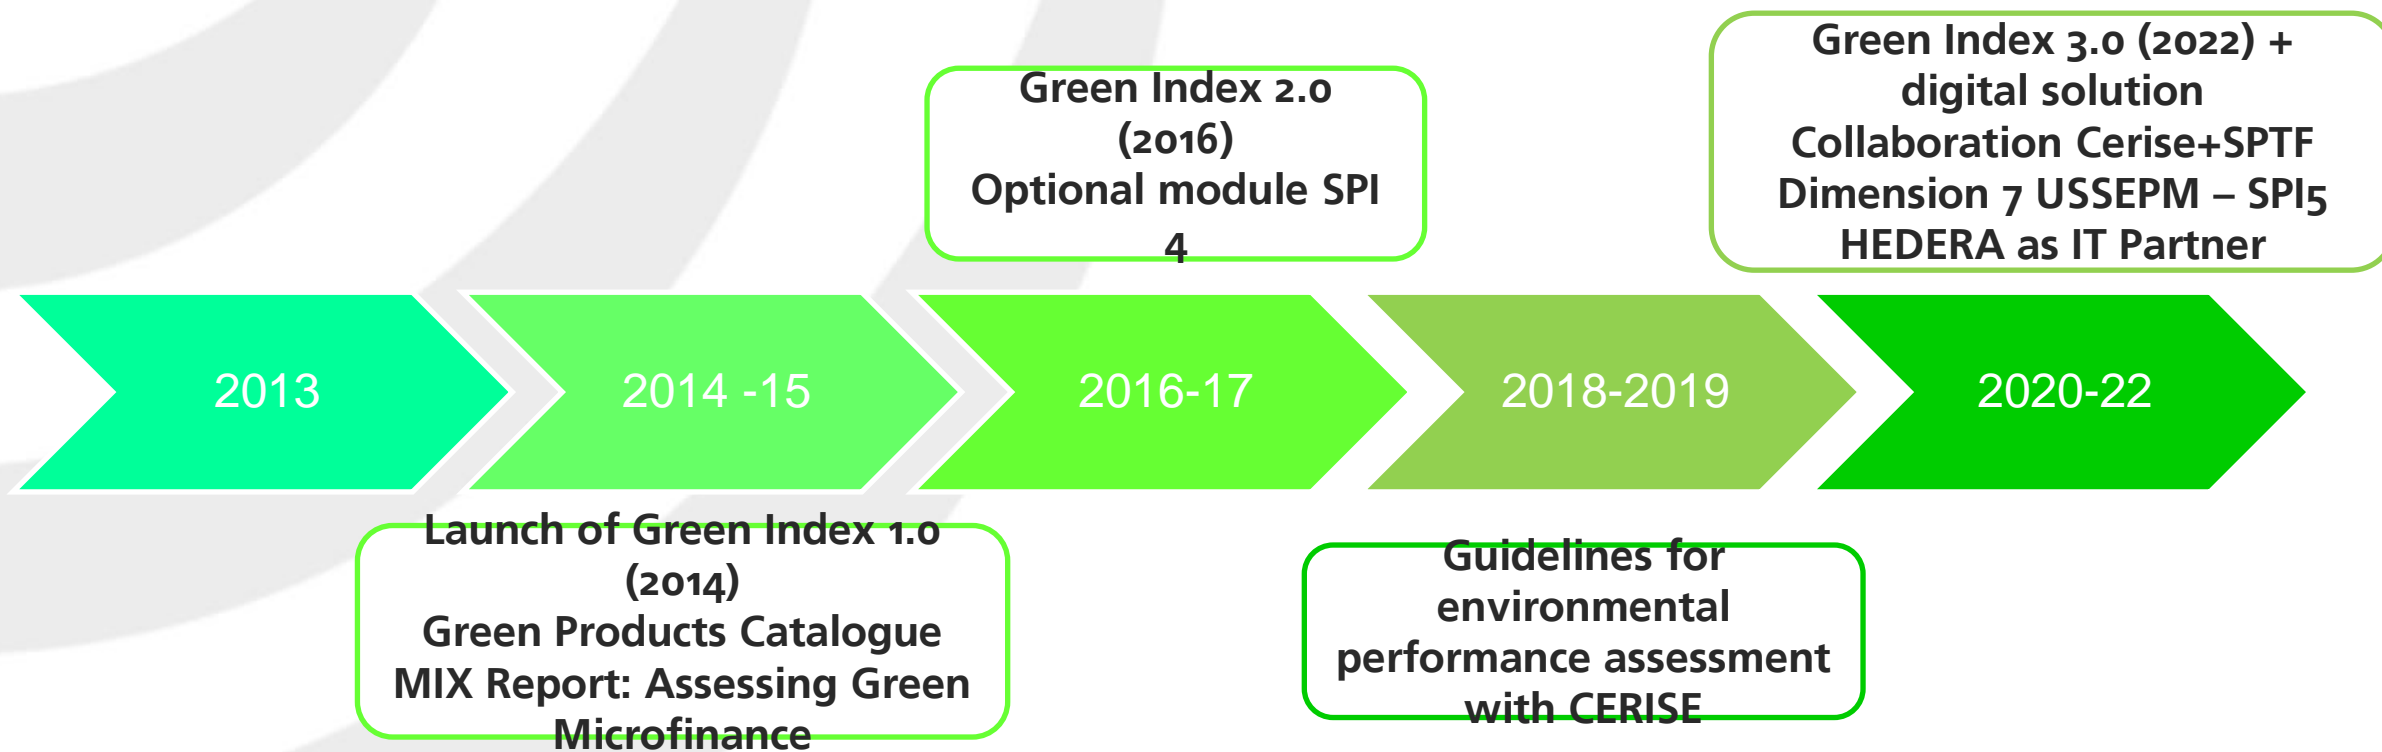 Green Index 3.0 (2022) +
digital solution
Collaboration Cerise+SPTF
Dimension 7 USSEPM – SPI5
HEDERA as IT Partner
Green Index 2.0
(2016)
Optional module SPI
4
2013
2014 -15
2016-17
2018-2019
2020-22
Launch of Green Index 1.0
(2014)
Green Products Catalogue
MIX Report: Assessing Green
Microfinance
Guidelines for
environmental
performance assessment
with CERISE